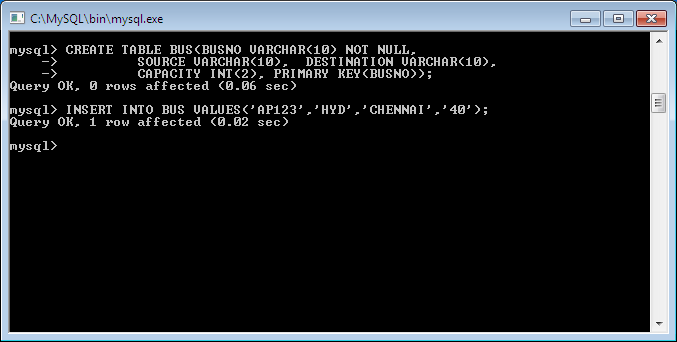 C:\MySQL\bin\mysql.exe
mysql> CREATE TABLE BUS(BUSNO VARCHAR(10) NOT NULL,
    ->          SOURCE VARCHAR(10),  DESTINATION VARCHAR(10),
    ->          CAPACITY INT(2), PRIMARY KEY(BUSNO));
Query OK, 0 rows affected (0.06 sec)
mysql> INSERT INTO BUS VALUES('AP123','HYD','CHENNAI','40');
Query OK, 1 row affected (0.02 sec)
mysql>